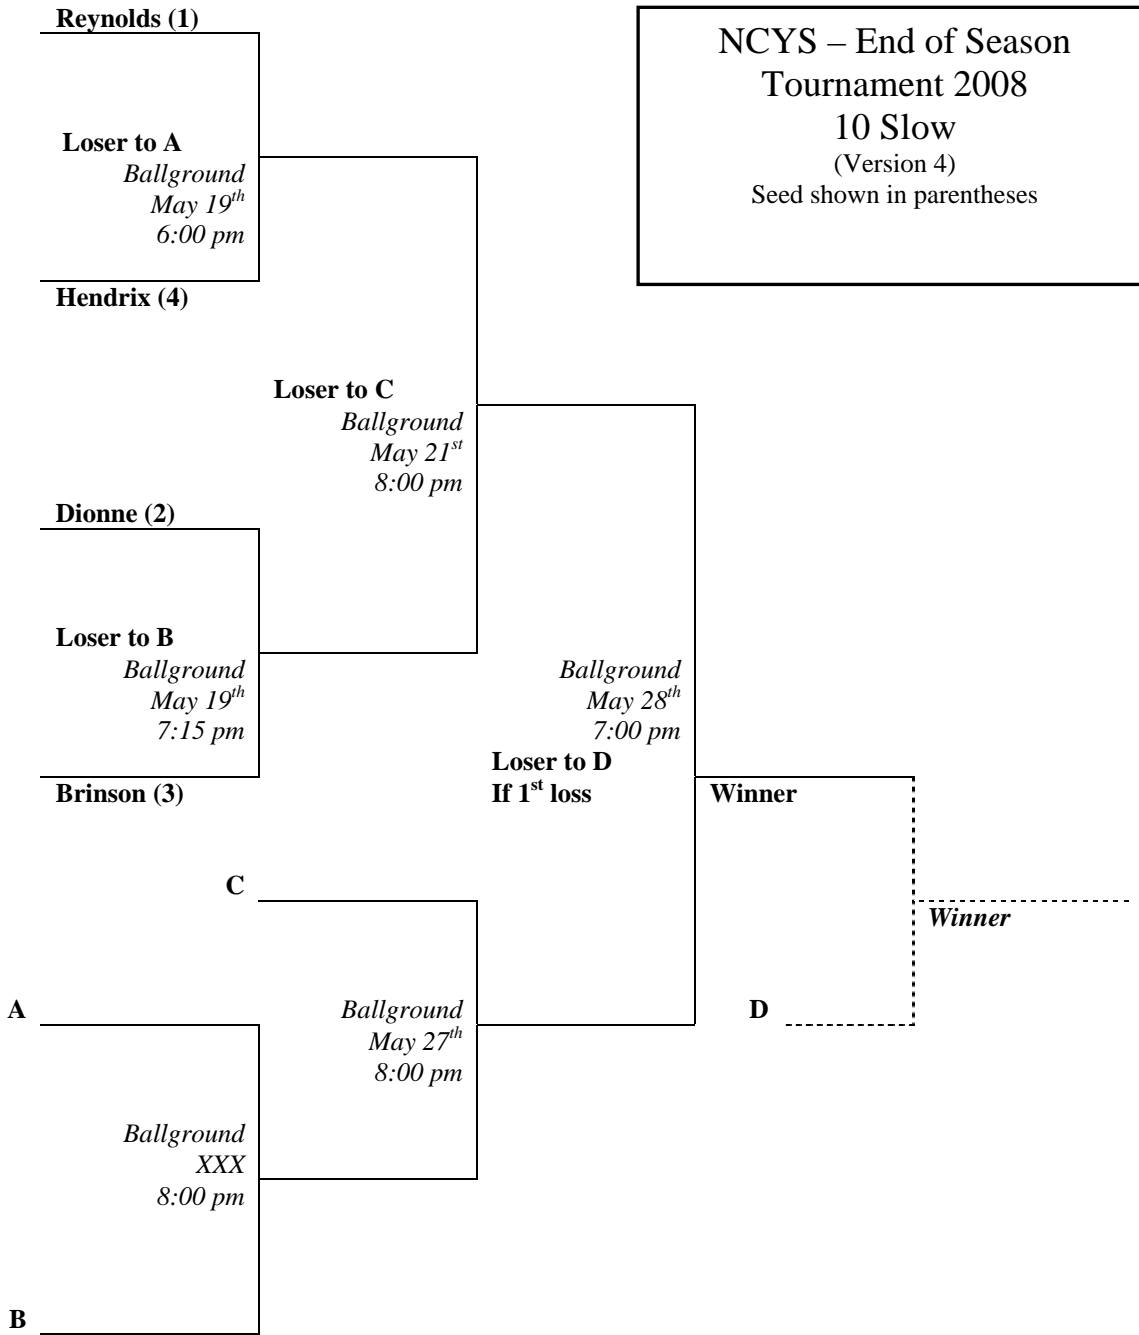 Reynolds (1)
NCYS – End of Season
Tournament 2008
10 Slow
(Version 4)
Seed shown in parentheses
Loser to A
Ballground
May 19th
6:00 pm
Hendrix (4)
Loser to C
Ballground
May 21st
8:00 pm
Dionne (2)
Loser to B
Ballground
May 19th
7:15 pm
Brinson (3)
Ballground
May 28th
7:00 pm
Loser to D
If 1st loss
Winner
C
Winner
A
Ballground
May 27th
8:00 pm
D
Ballground
XXX
8:00 pm
B